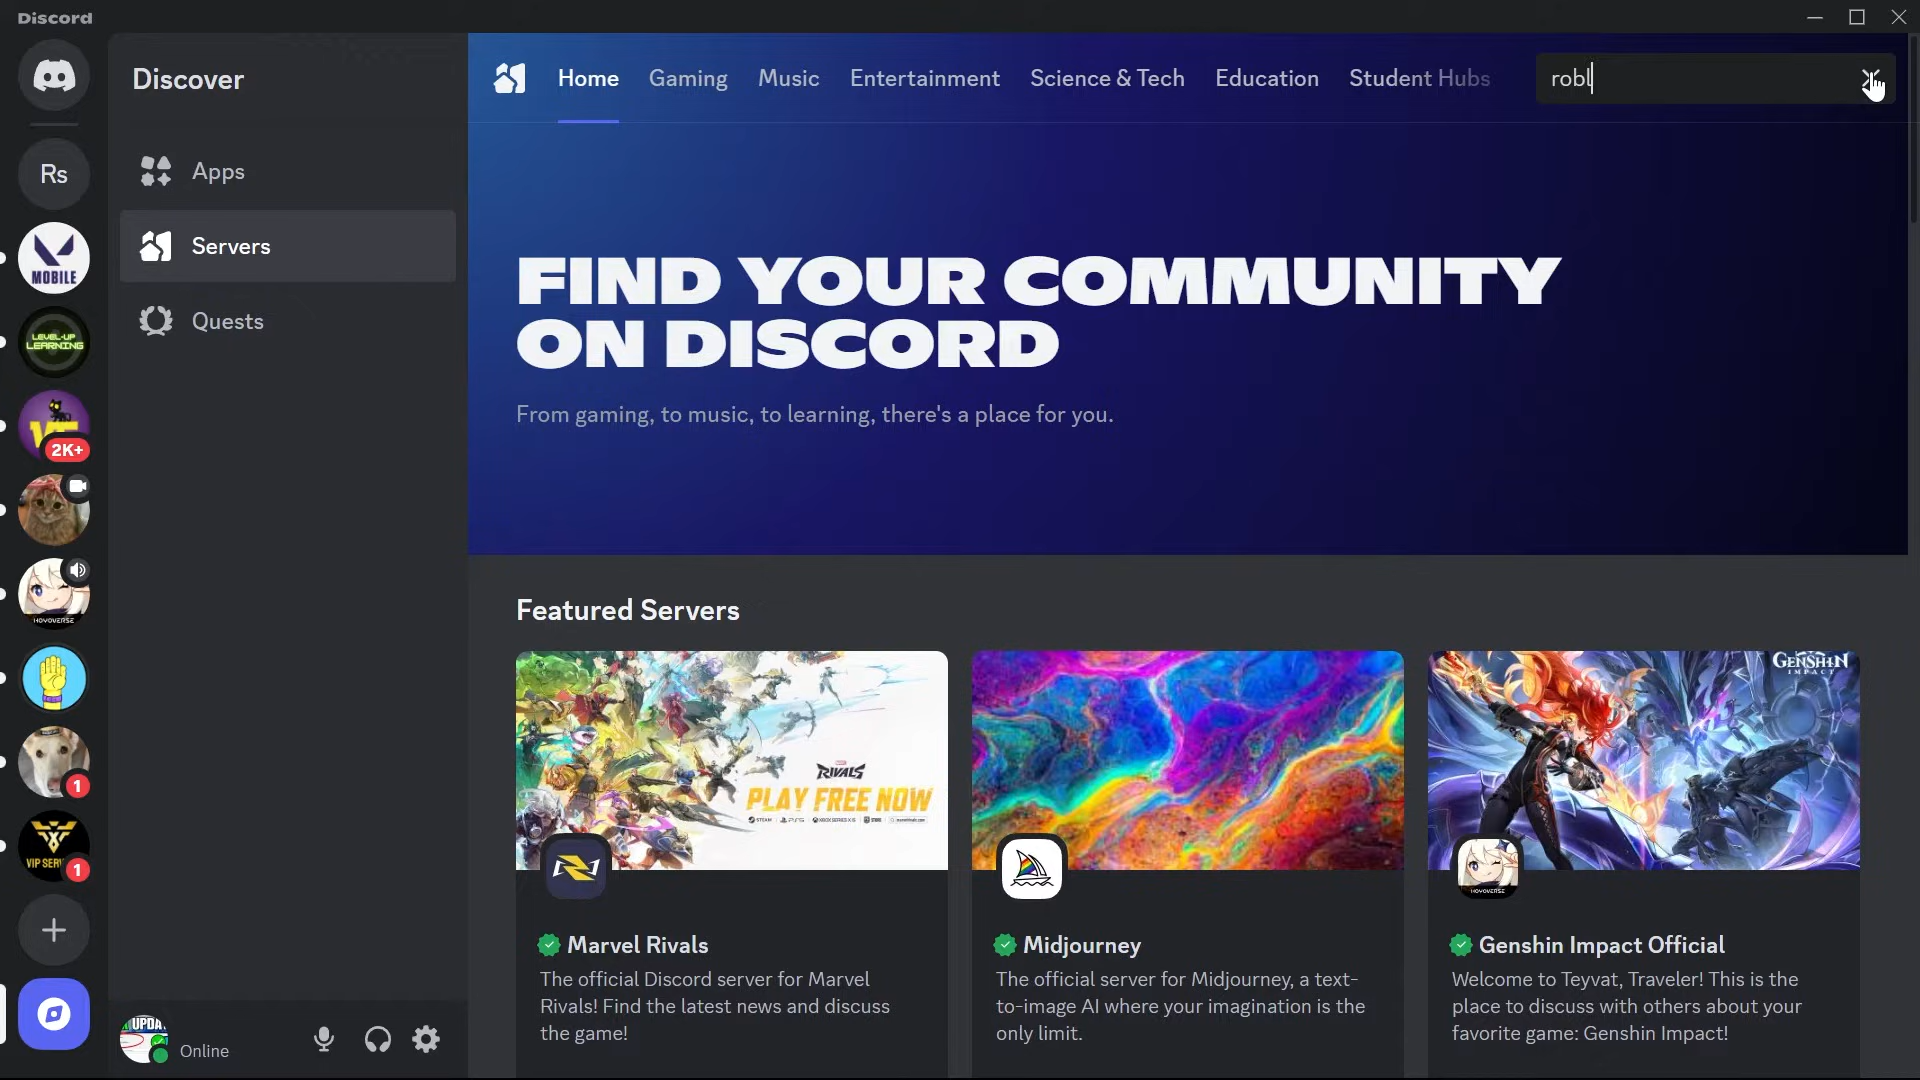 Discord
Discover
Home Gaming Music Entertainment Science & Tech Education Student Hubs
robl
Rs
Apps
MOBILE
Servers
LEVEL-UP
LEARNING
Quests
2K+
HOYOVERSE
1
1
FIND YOUR COMMUNITY
ON DISCORD
From gaming, to music, to learning, there's a place for you.
Featured Servers
RIVALS
PLAY FREE NOW
GENSHIN
IMPACT
HOYOVERSE
Marvel Rivals
The official Discord server for Marvel
Rivals! Find the latest news and discuss
the game!
Midjourney
The official server for Midjourney, a text-
to-image AI where your imagination is the
only limit.
Genshin Impact Official
Welcome to Teyvat, Traveler! This is the
place to discuss with others about your
favorite game: Genshin Impact!
Online